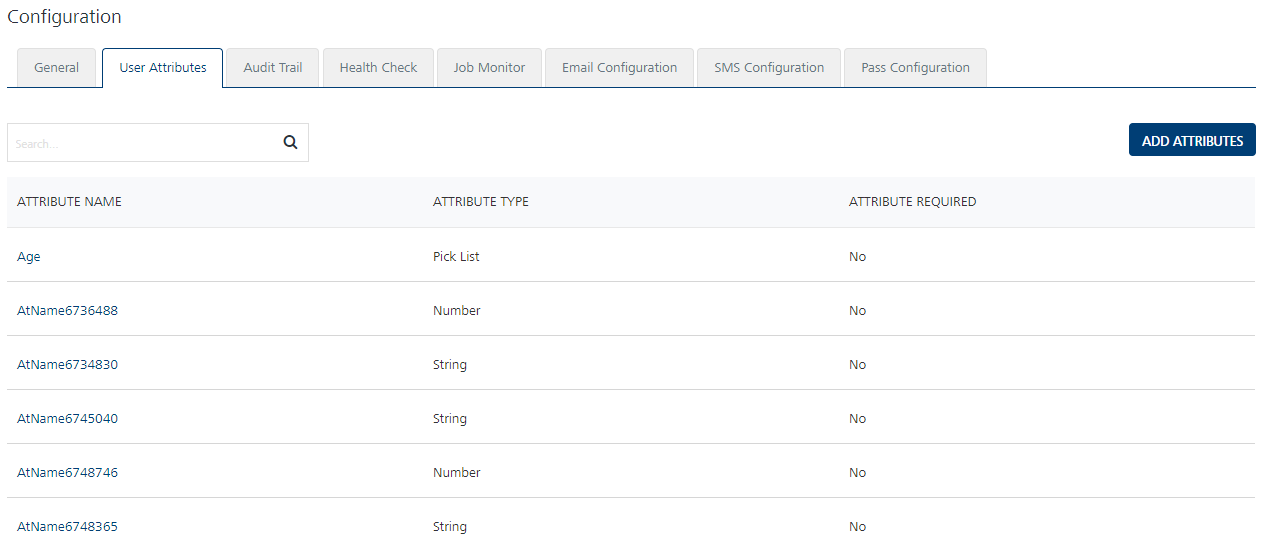 Configuration
General User Attributes Audit Trail Health Check Job Monitor Email Configuration SMS Configuration Pass Configuration
Search...
ADD ATTRIBUTES
ATTRIBUTE NAME ATTRIBUTE TYPE ATTRIBUTE REQUIRED
Age Pick List No
AtName6736488 Number No
AtName6734830 String No
AtName6745040 String No
AtName6748746 Number No
AtName6748365 String No